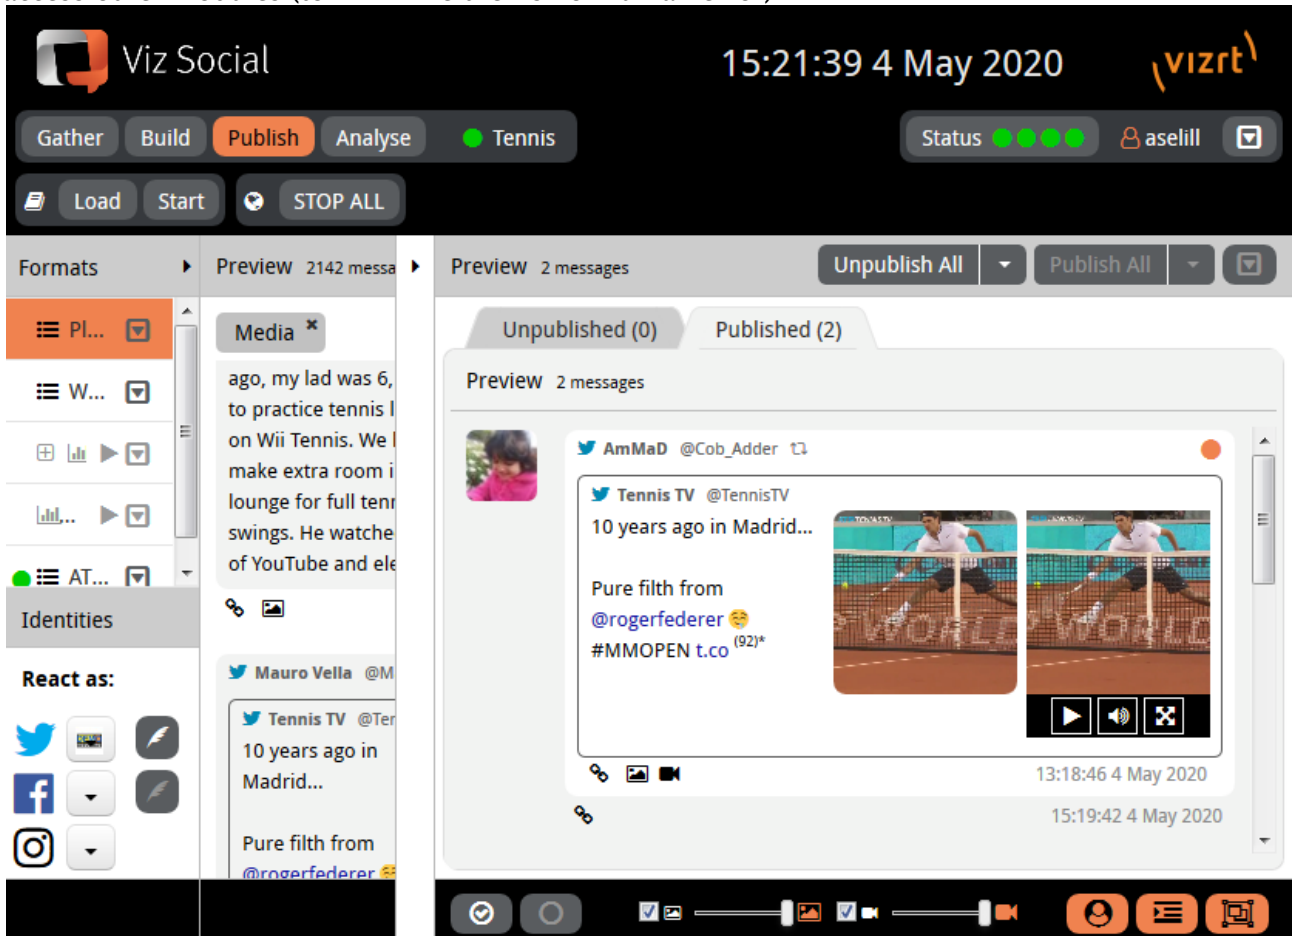 Viz Social
15:21:39 4 May 2020
vizrt
Gather Build Publish Analyse Tennis
Status aselill
Load Start STOP ALL
Formats
Pl...
W...
...
AT...
Identities
React as:
Preview 2142 messa
Media ×
ago, my lad was 6,
to practice tennis l
on Wii Tennis. We
make extra room i
lounge for full tenn
swings. He watche
of YouTube and ele
Mauro Vella @M
Tennis TV @Ter
10 years ago in
Madrid...
Pure filth from
@rogerfederer
Preview 2 messages
Unpublish All Publish All
Unpublished (0) Published (2)
Preview 2 messages
AmMaD @Cob_Adder
Tennis TV @TennisTV
10 years ago in Madrid...
Pure filth from
@rogerfederer
#MMOPEN t.co (92)*
WORLD WORLD
13:18:46 4 May 2020
15:19:42 4 May 2020